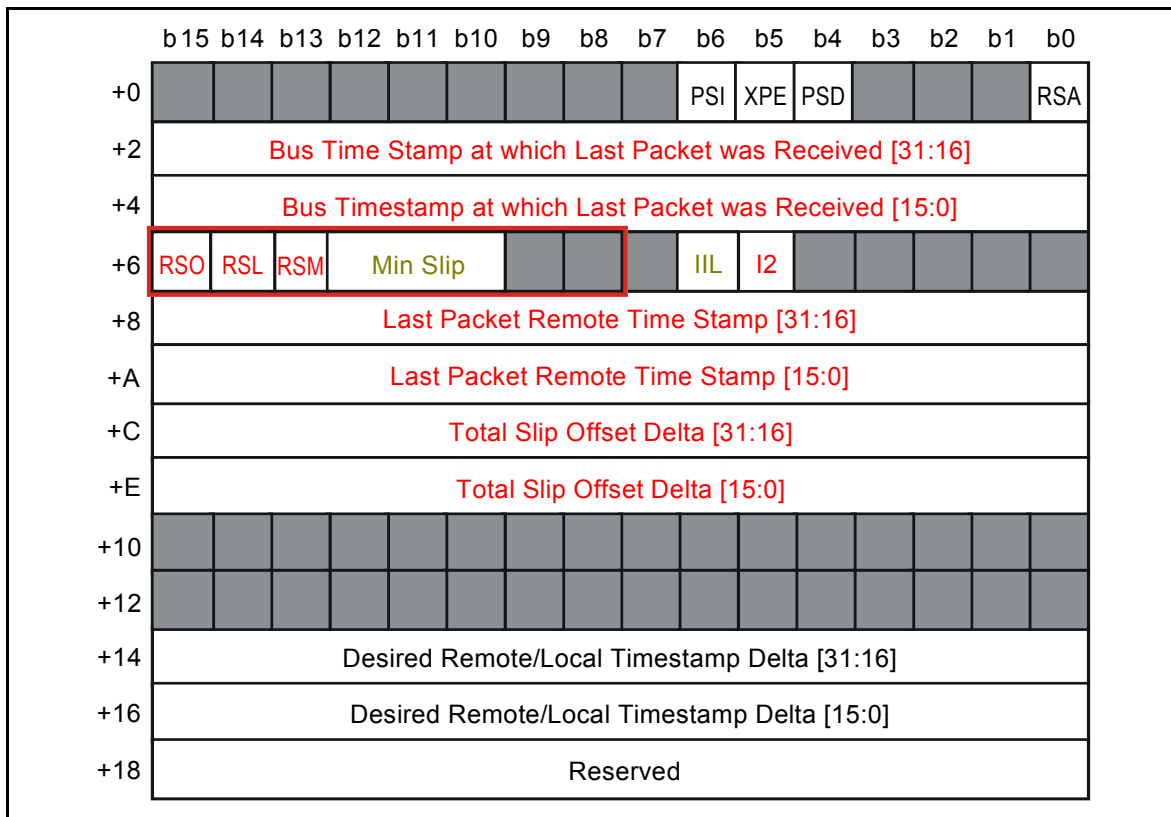 b15 b14 b13 b12 b11 b10 b9 b8 b7 b6 b5 b4 b3 b2 b1 b0
+0 PSI XPE PSD RSA
+2 Bus Time Stamp at which Last Packet was Received [31:16]
+4 Bus Timestamp at which Last Packet was Received [15:0]
+6 RSO RSL RSM Min Slip IIL I2
+8 Last Packet Remote Time Stamp [31:16]
+A Last Packet Remote Time Stamp [15:0]
+C Total Slip Offset Delta [31:16]
+E Total Slip Offset Delta [15:0]
+10
+12
+14 Desired Remote/Local Timestamp Delta [31:16]
+16 Desired Remote/Local Timestamp Delta [15:0]
+18 Reserved